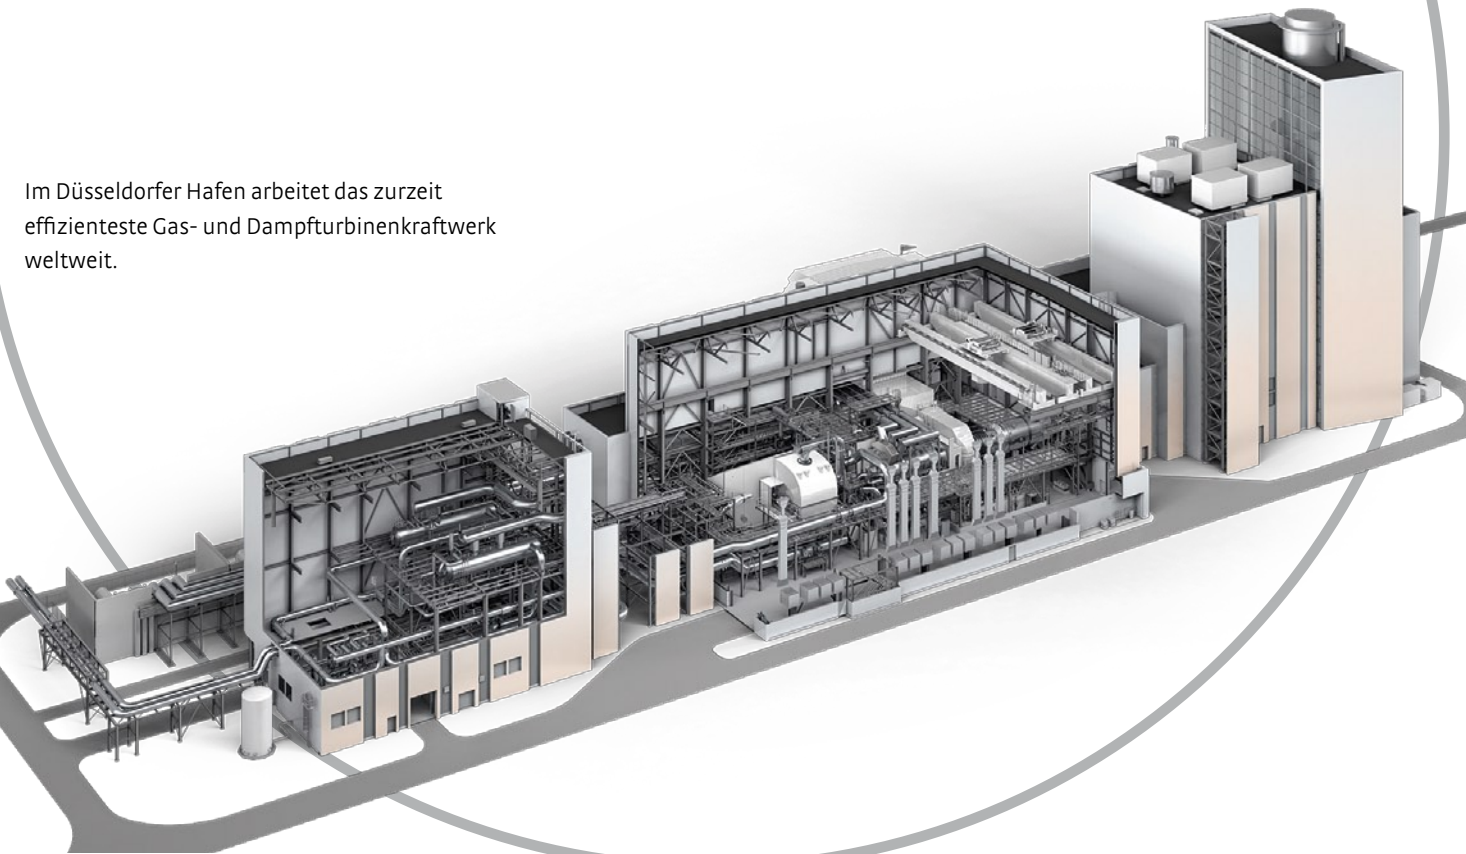 Im Düsseldorfer Hafen arbeitet das zurzeit
effizienteste Gas- und Dampfturbinenkraftwerk
weltweit.